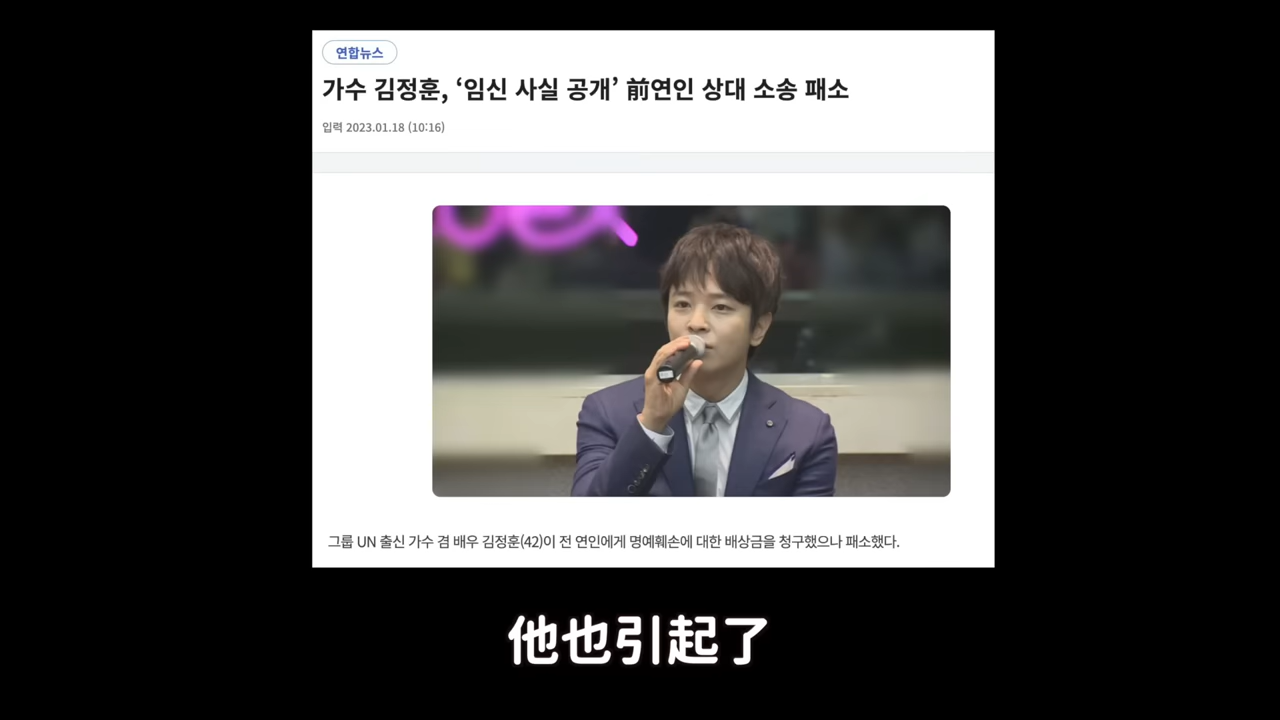 연합뉴스
가수 김정훈, ‘임신 사실 공개’ 前연인 상대 소송 패소
입력 2023.01.18 (10:16)
그룹 UN 출신 가수 겸 배우 김정훈(42)이 전 연인에게 명예훼손에 대한 배상금을 청구했으나 패소했다.
他也引起了